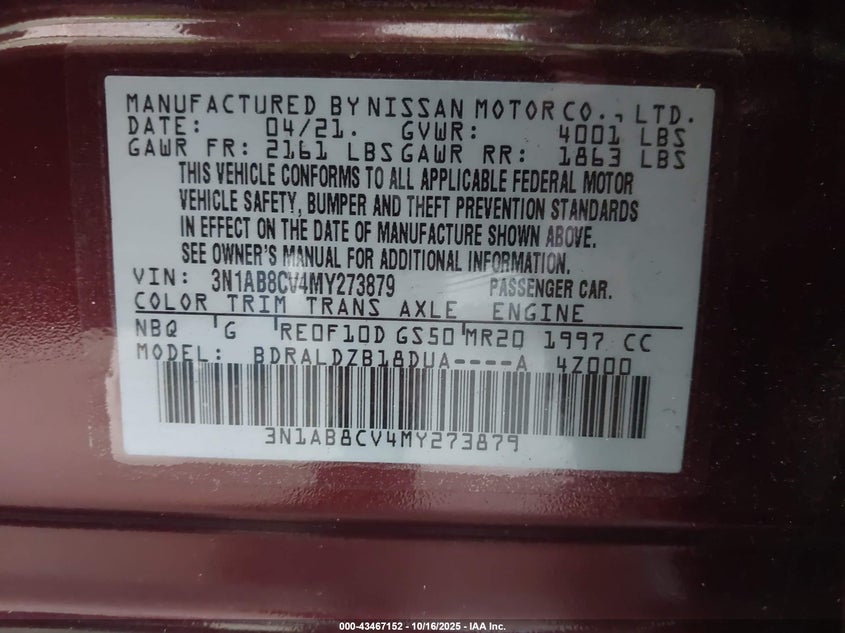 MANUFACTURED BY NISSAN MOTOR CO., LTD.
DATE: 04/21. GVWR: 4001 LBS
GAWR FR: 2161 LBS GAWR RR: 1863 LBS
THIS VEHICLE CONFORMS TO ALL APPLICABLE FEDERAL MOTOR
VEHICLE SAFETY, BUMPER AND THEFT PREVENTION STANDARDS
IN EFFECT ON THE DATE OF MANUFACTURE SHOWN ABOVE.
SEE OWNER'S MANUAL FOR ADDITIONAL INFORMATION.
VIN: 3N1AB8CV4MY273879 PASSENGER CAR.
COLOR TRIM TRANS AXLE ENGINE
NBQ G RE0F10D GS50 MR20 1997 CC
MODEL: BDRALDZB18DUA----A 4Z000
3N1AB8CV4MY273879
000-43467152 - 10/16/2025 - IAA Inc.